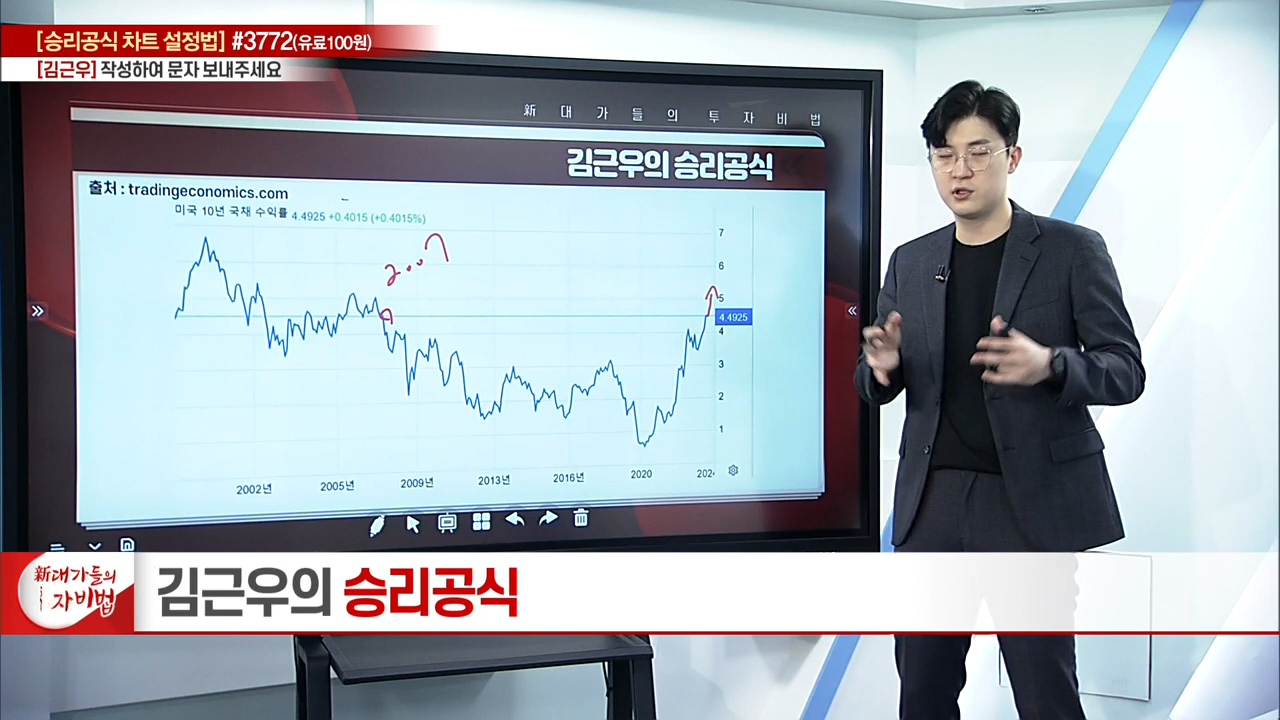 [승리공식 차트 설정법] #3772(유료100원)
[김근우] 작성하여 문자 보내주세요
新 대 가 들 의 투 자 비 법
김근우의 승리공식
출처 : tradingeconomics.com
미국 10년 국채 수익률 4.4925 +0.4015 (+0.4015%)
2007
7
6
5
4.4925
4
3
2
1
2002년 2005년 2009년 2013년 2016년 2020 202
新대가들의
자비법
김근우의 승리공식